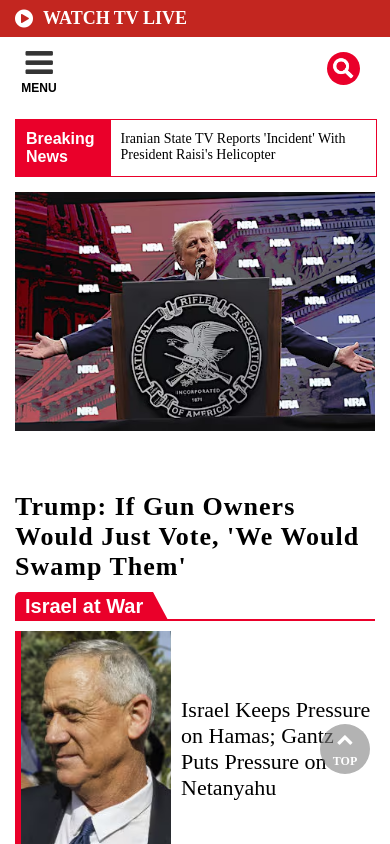 WATCH TV LIVE
MENU
Breaking
News
Iranian State TV Reports 'Incident' With
President Raisi's Helicopter
NRA
NRA
NRA
NRA
NRA
NRA
NRA
NRA
NRA
NRA
NRA
NRA
NRA
NATIONAL RIFLE ASSOCIATION
INCORPORATED
1871
OF AMERICA
Trump: If Gun Owners
Would Just Vote, 'We Would
Swamp Them'
Israel at War
Israel Keeps Pressure
on Hamas; Gantz
Puts Pressure on
Netanyahu
TOP